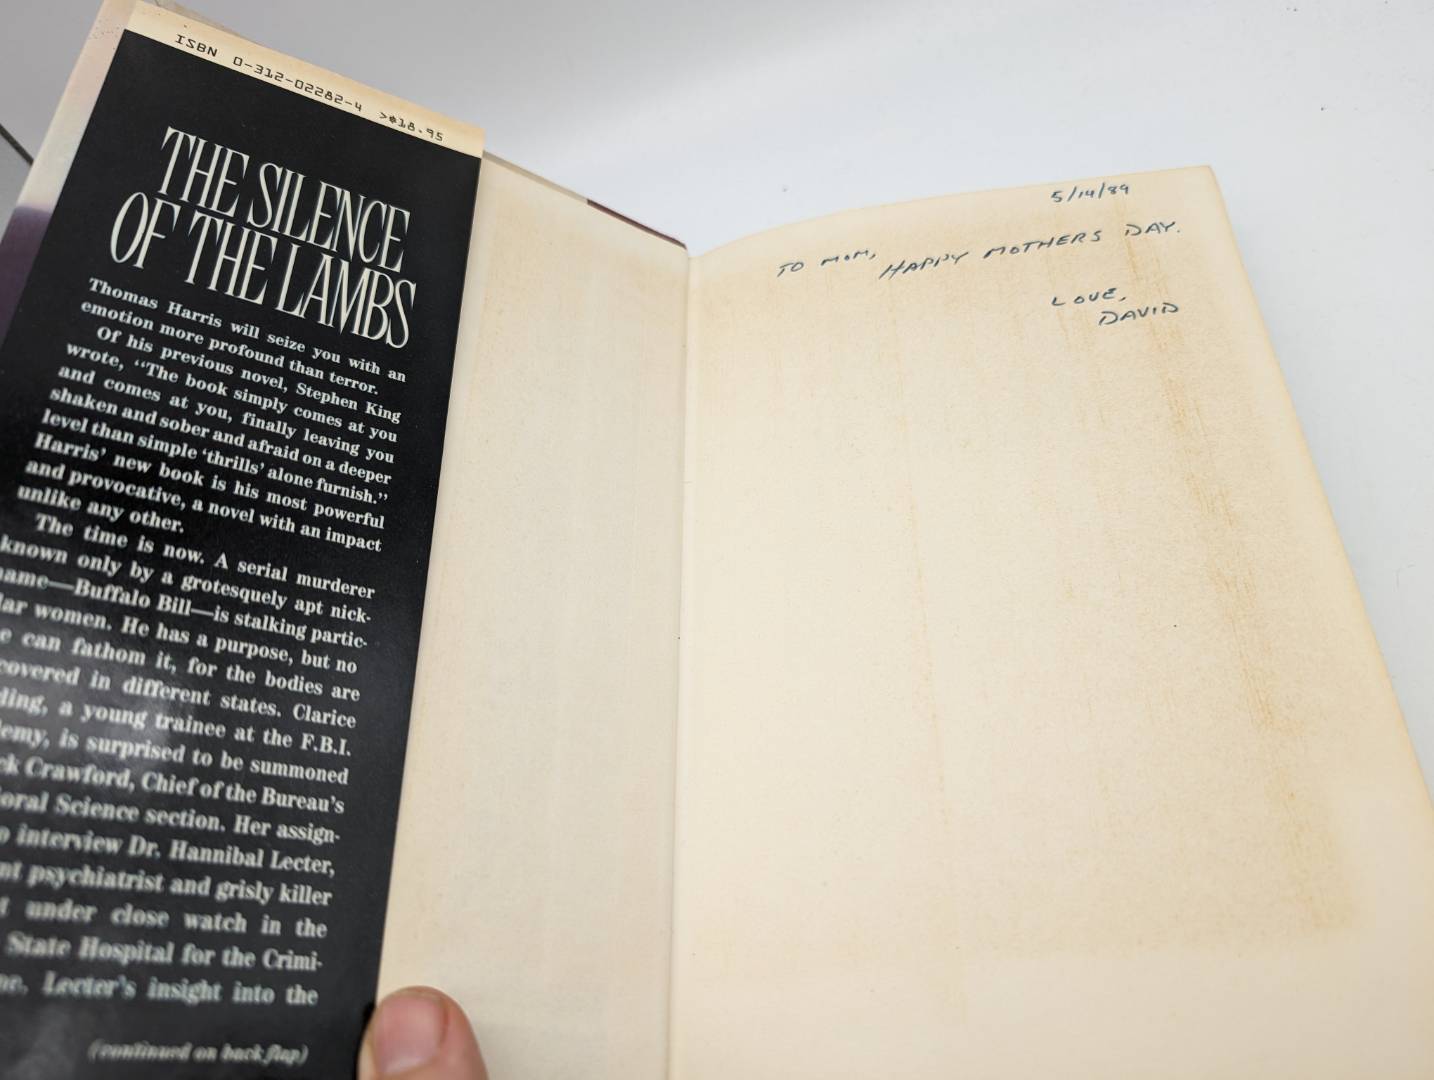 ISBN 0-312-02282-4 >$18.95
THE SILENCE
OF THE LAMBS
Thomas Harris will seize you with an
emotion more profound than terror.
Of his previous novel, Stephen King
wrote, “The book simply comes at you
and comes at you, finally leaving you
shaken and sober and afraid on a deeper
level than simple ‘thrills’ alone furnish.”
Harris’ new book is his most powerful
and provocative, a novel with an impact
unlike any other.
The time is now. A serial murderer
known only by a grotesquely apt nick-
name—Buffalo Bill—is stalking partic-
women. He has a purpose, but no
can fathom it, for the bodies are
in different states. Clarice
a young trainee at the F.B.I.
is surprised to be summoned
Crawford, Chief of the Bureau’s
Science section. Her assign-
interview Dr. Hannibal Lecter,
psychiatrist and grisly killer
under close watch in the
State Hospital for the Crimi-
Lecter’s insight into the
(continued on back flap)
5/14/89
TO MOM,
HAPPY MOTHERS DAY.
LOVE,
DAVID